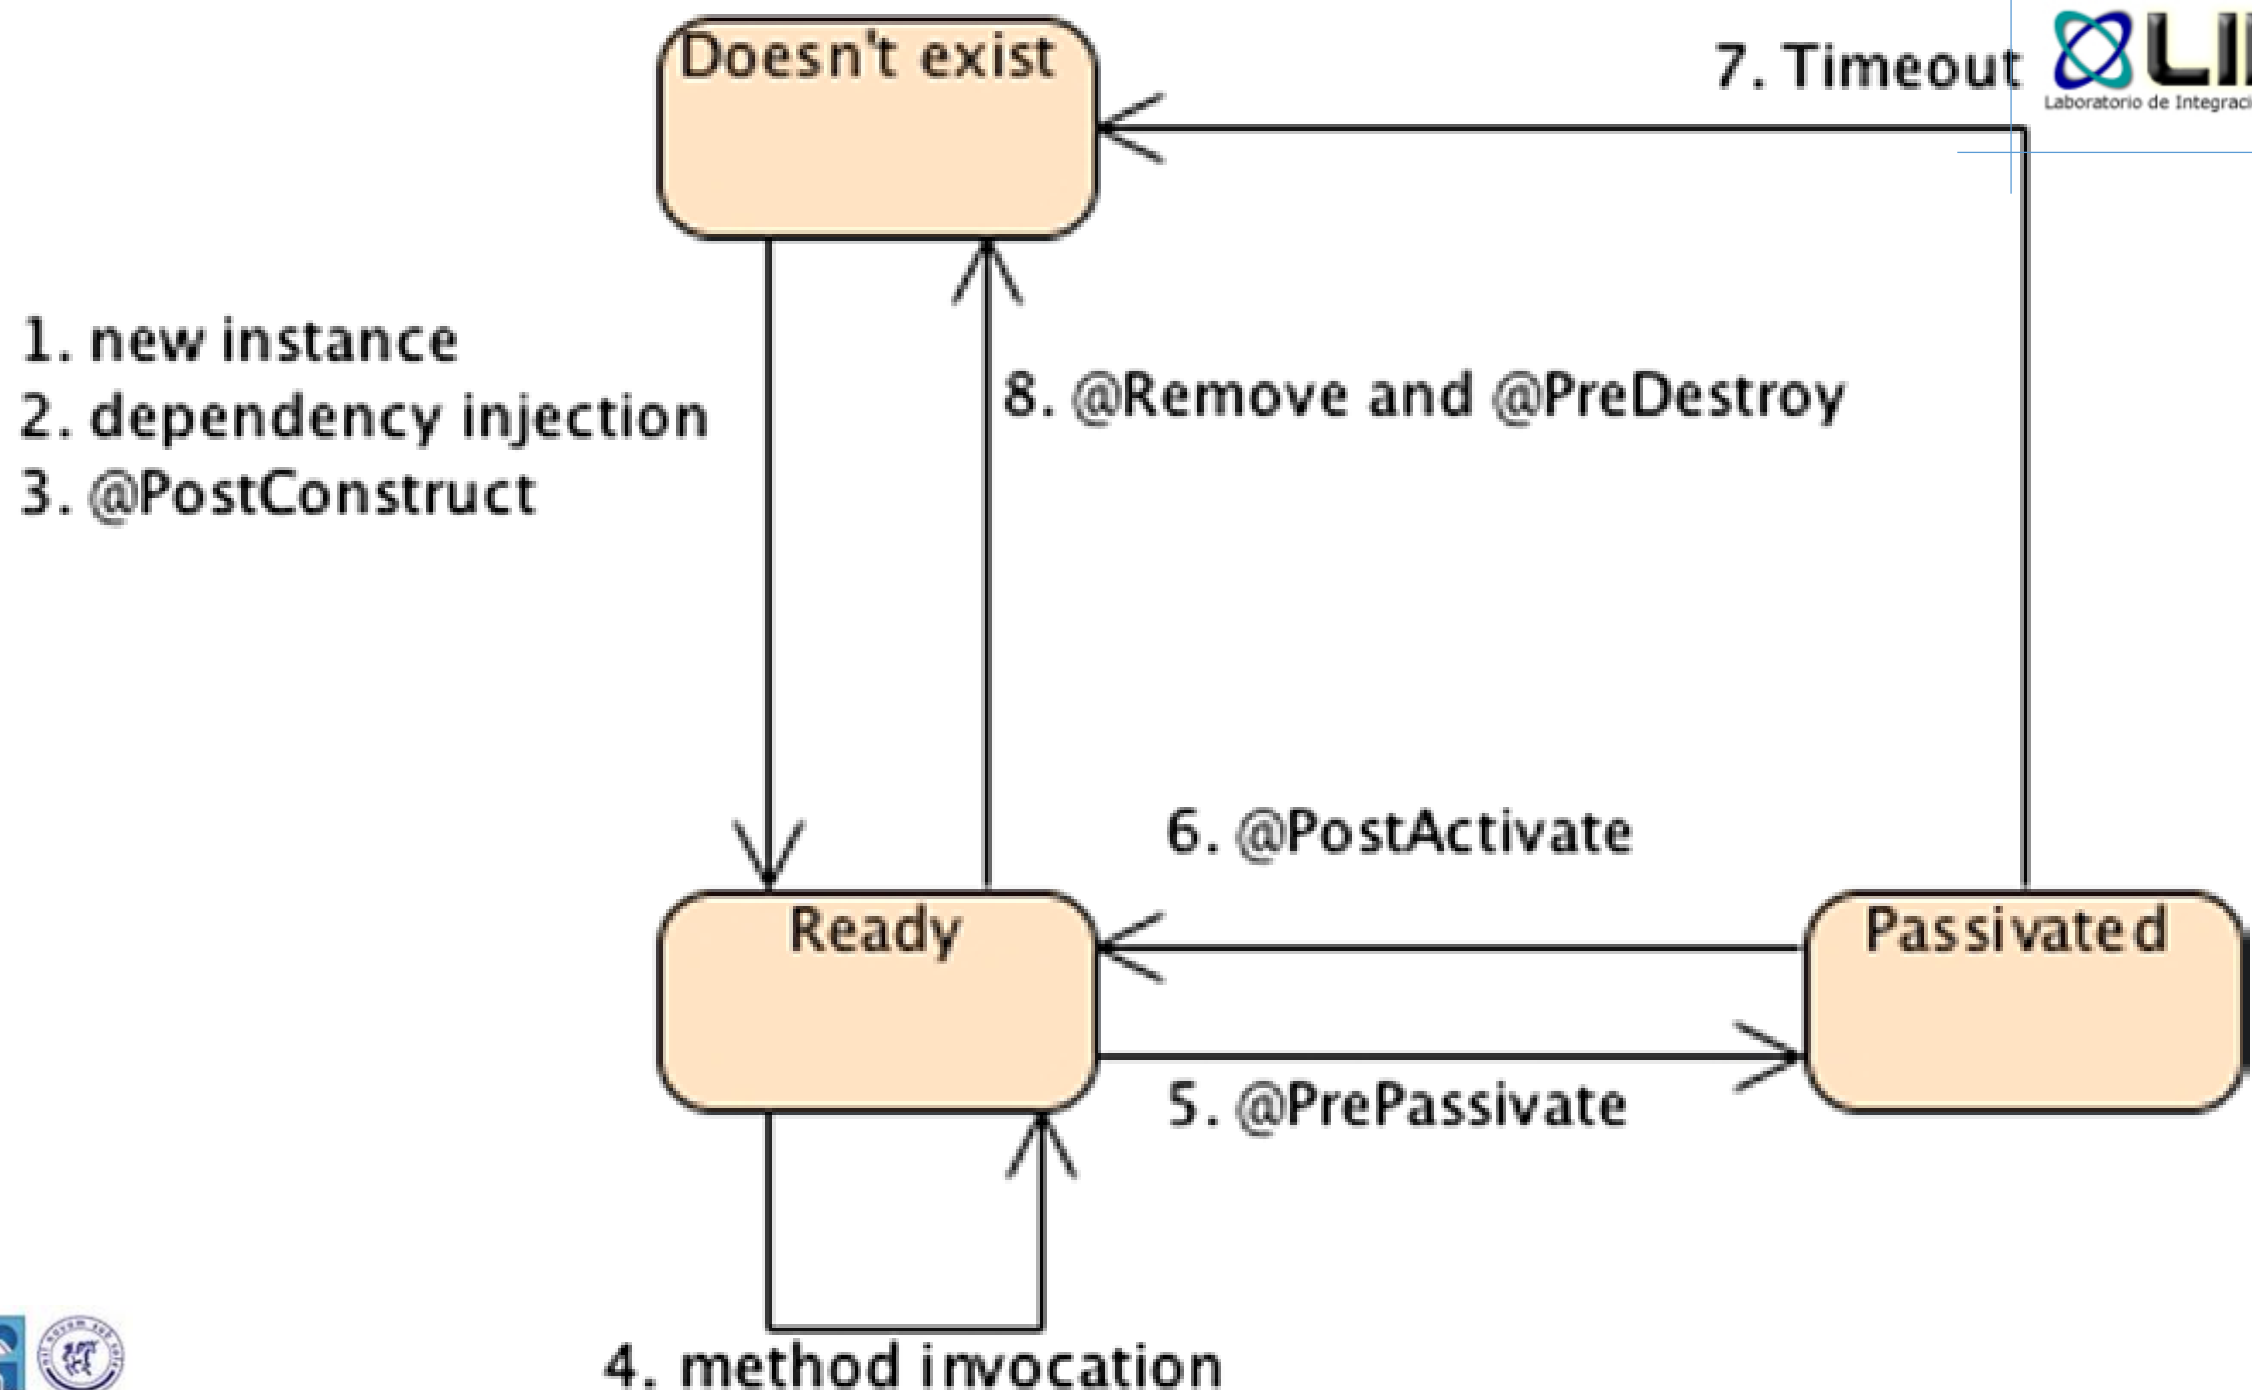 Doesn't exist
7. Timeout
Laboratorio de
1. new instance
2. dependency injection
3. @PostConstruct
8. @Remove and @PreDestroy
6. @PostActivate
Ready
Passivated
5. @PrePassivate
4. method invocation